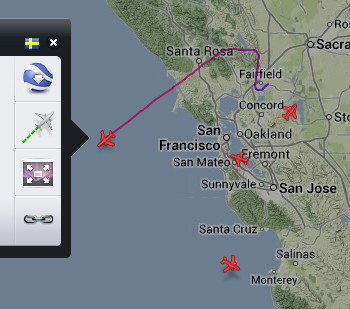 Santa Rosa
Sacra
Fairfield
Concord
Sto
San
Francisco
Oakland
San Mateo
Fremont
Sunnyvale
San Jose
Santa Cruz
Salinas
Monterey